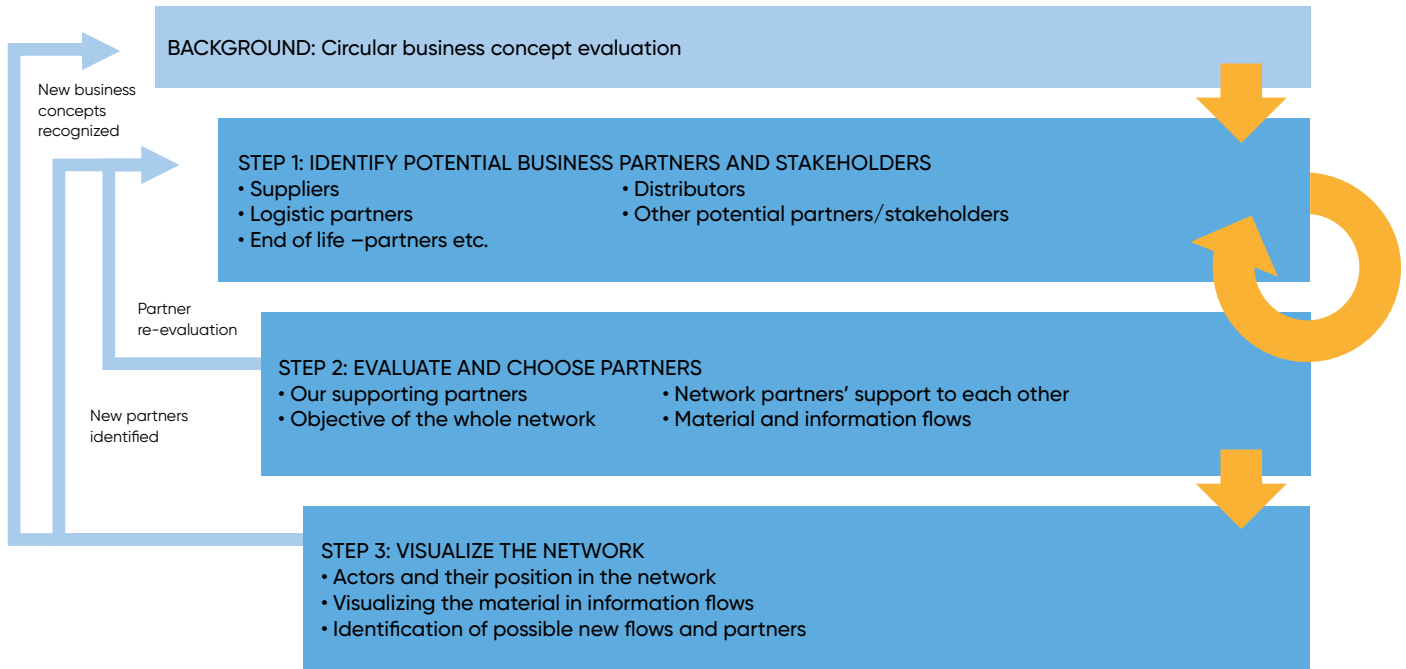 BACKGROUND: Circular business concept evaluation
New business
concepts
recognized
STEP 1: IDENTIFY POTENTIAL BUSINESS PARTNERS AND STAKEHOLDERS
• Suppliers
• Logistic partners
• End of life –partners etc.
• Distributors
• Other potential partners/stakeholders
Partner
re-evaluation
STEP 2: EVALUATE AND CHOOSE PARTNERS
• Our supporting partners
• Objective of the whole network
• Network partners’ support to each other
• Material and information flows
New partners
identified
STEP 3: VISUALIZE THE NETWORK
• Actors and their position in the network
• Visualizing the material in information flows
• Identification of possible new flows and partners